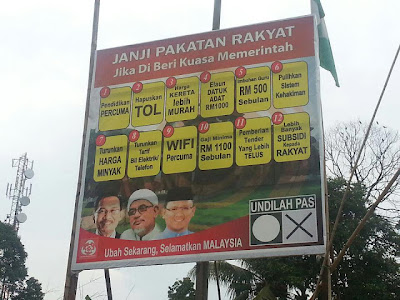 JANJI PAKATAN RAKYAT
Jika Di Beri Kuasa Memerintah
1
Pendidikan
PERCUMA
2
Hapuskan
TOL
3
Harga
KERETA
lebih
MURAH
4
Elaun
DATUK
ADAT
RM1000
5
Imbuhan Guru
RM 500
Sebulan
6
Pulihkan
Sistem
Kehakiman
7
Turunkan
HARGA
MINYAK
8
Turunkan
Tarif
Bil Elektrik/
Telefon
9
WIFI
Percuma
10
Gaji Minima
RM 1100
Sebulan
11
Pemberian
Tender
Yang Lebih
TELUS
12
Lebih
Banyak
SUBSIDI
Kepada
RAKYAT
UNDILAH PAS
X
Ubah Sekarang, Selamatkan MALAYSIA